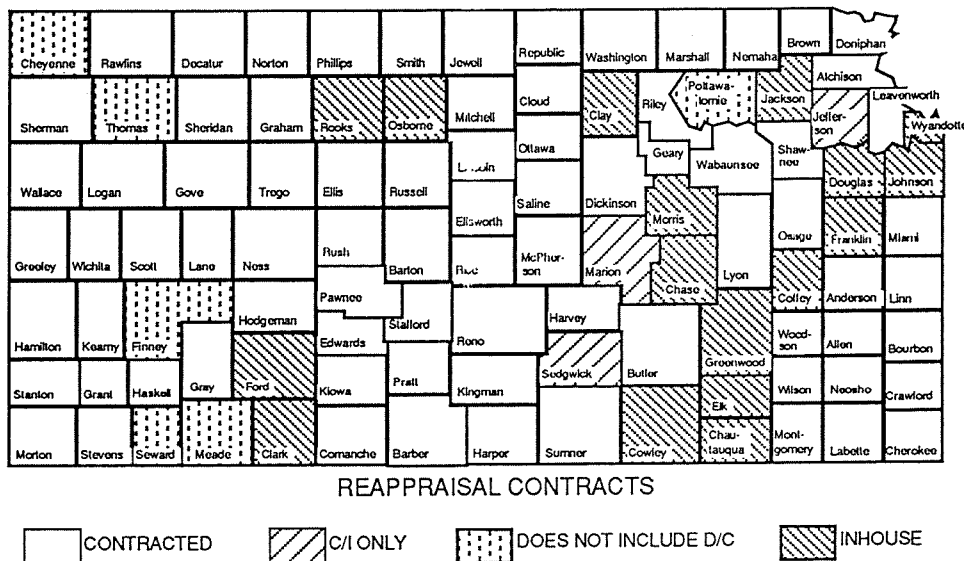 Cheyenne Rawlins Decatur Norton Phillips Smith Jewell Republic Washington Marshall Nemaha Brown Doniphan
Sherman Thomas Sheridan Graham Rooks Osborne Mitchell Cloud Clay Riley Pottawa-
tomie Jackson Atchison
Jeffer-
son Leavenworth
Wyandotte
Ottawa Geary Wabaunsee Shaw-
nee
Wallace Logan Gove Trego Ellis Russell Lincoln Saline Dickinson Morris Douglas Johnson
Ellsworth
Greeley Wichita Scott Lane Ness Rush Barton Rice McPher-
son Marion Chase Lyon Osage Franklin Miami
Hamilton Kearny Finney Hodgeman Pawnee Stafford Reno Harvey Coffey Anderson Linn
Edwards Sedgwick Butler Greenwood Wood-
son Allen Bourbon
Stanton Grant Haskell Gray Ford Kiowa Pratt Kingman Elk Wilson Neosho Crawford
Morton Stevens Seward Meade Clark Comanche Barber Harper Sumner Cowley Chau-
tauqua Mont-
gomery Labette Cherokee
REAPPRAISAL CONTRACTS
CONTRACTED C/I ONLY DOES NOT INCLUDE D/C INHOUSE